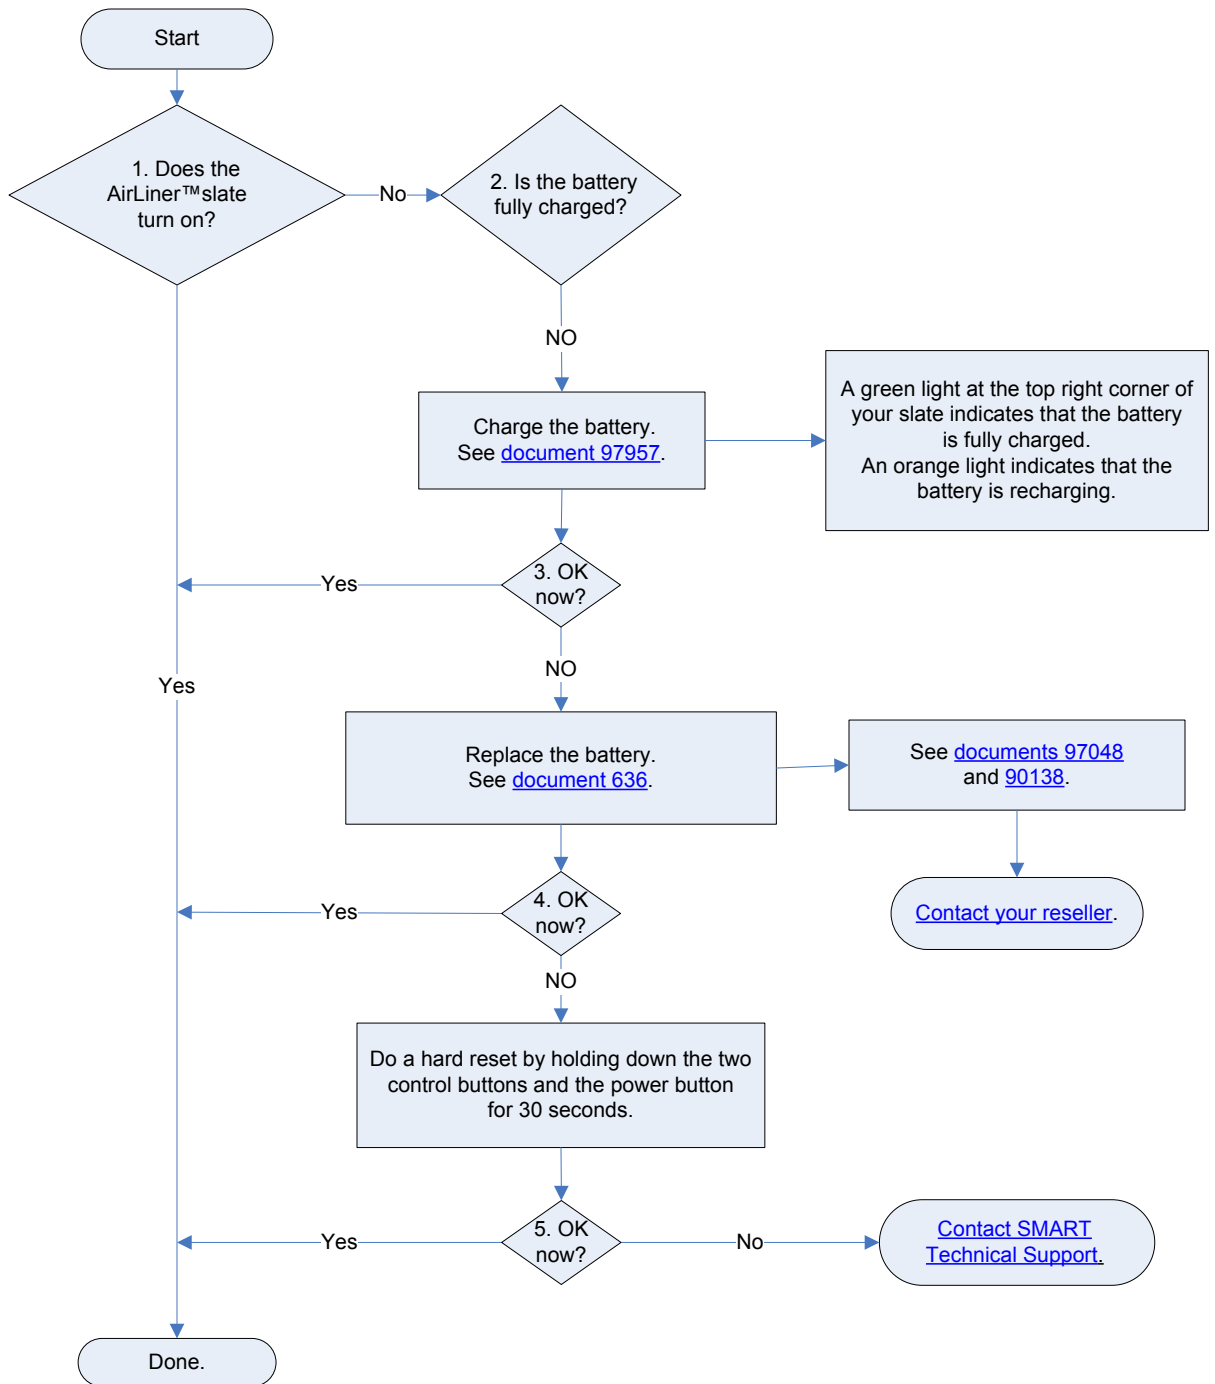 Start
1. Does the
AirLiner™slate
turn on?
No
2. Is the battery
fully charged?
NO
Charge the battery.
See document 97957.
A green light at the top right corner of
your slate indicates that the battery
is fully charged.
An orange light indicates that the
battery is recharging.
3. OK
now?
Yes
NO
Yes
Replace the battery.
See document 636.
See documents 97048
and 90138.
4. OK
now?
Yes
Contact your reseller.
NO
Do a hard reset by holding down the two
control buttons and the power button
for 30 seconds.
5. OK
now?
Yes
No
Contact SMART
Technical Support.
Done.